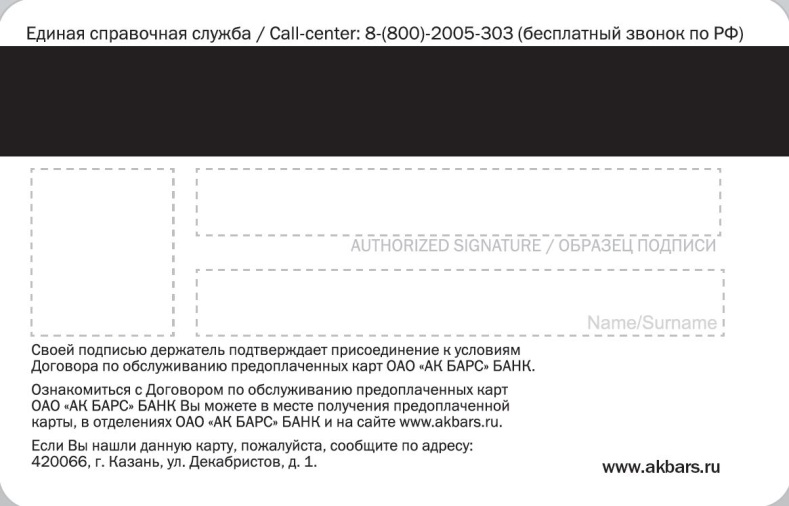 Единая справочная служба / Call-center: 8-(800)-2005-303 (бесплатный звонок по РФ)
AUTHORIZED SIGNATURE / ОБРАЗЕЦ ПОДПИСИ
Name/Surname
Своей подписью держатель подтверждает присоединение к условиям
Договора по обслуживанию предоплаченных карт ОАО «АК БАРС» БАНК.
Ознакомиться с Договором по обслуживанию предоплаченных карт
ОАО «АК БАРС» БАНК Вы можете в месте получения предоплаченной
карты, в отделениях ОАО «АК БАРС» БАНК и на сайте www.akbars.ru.
Если Вы нашли данную карту, пожалуйста, сообщите по адресу:
420066, г. Казань, ул. Декабристов, д. 1.
www.akbars.ru